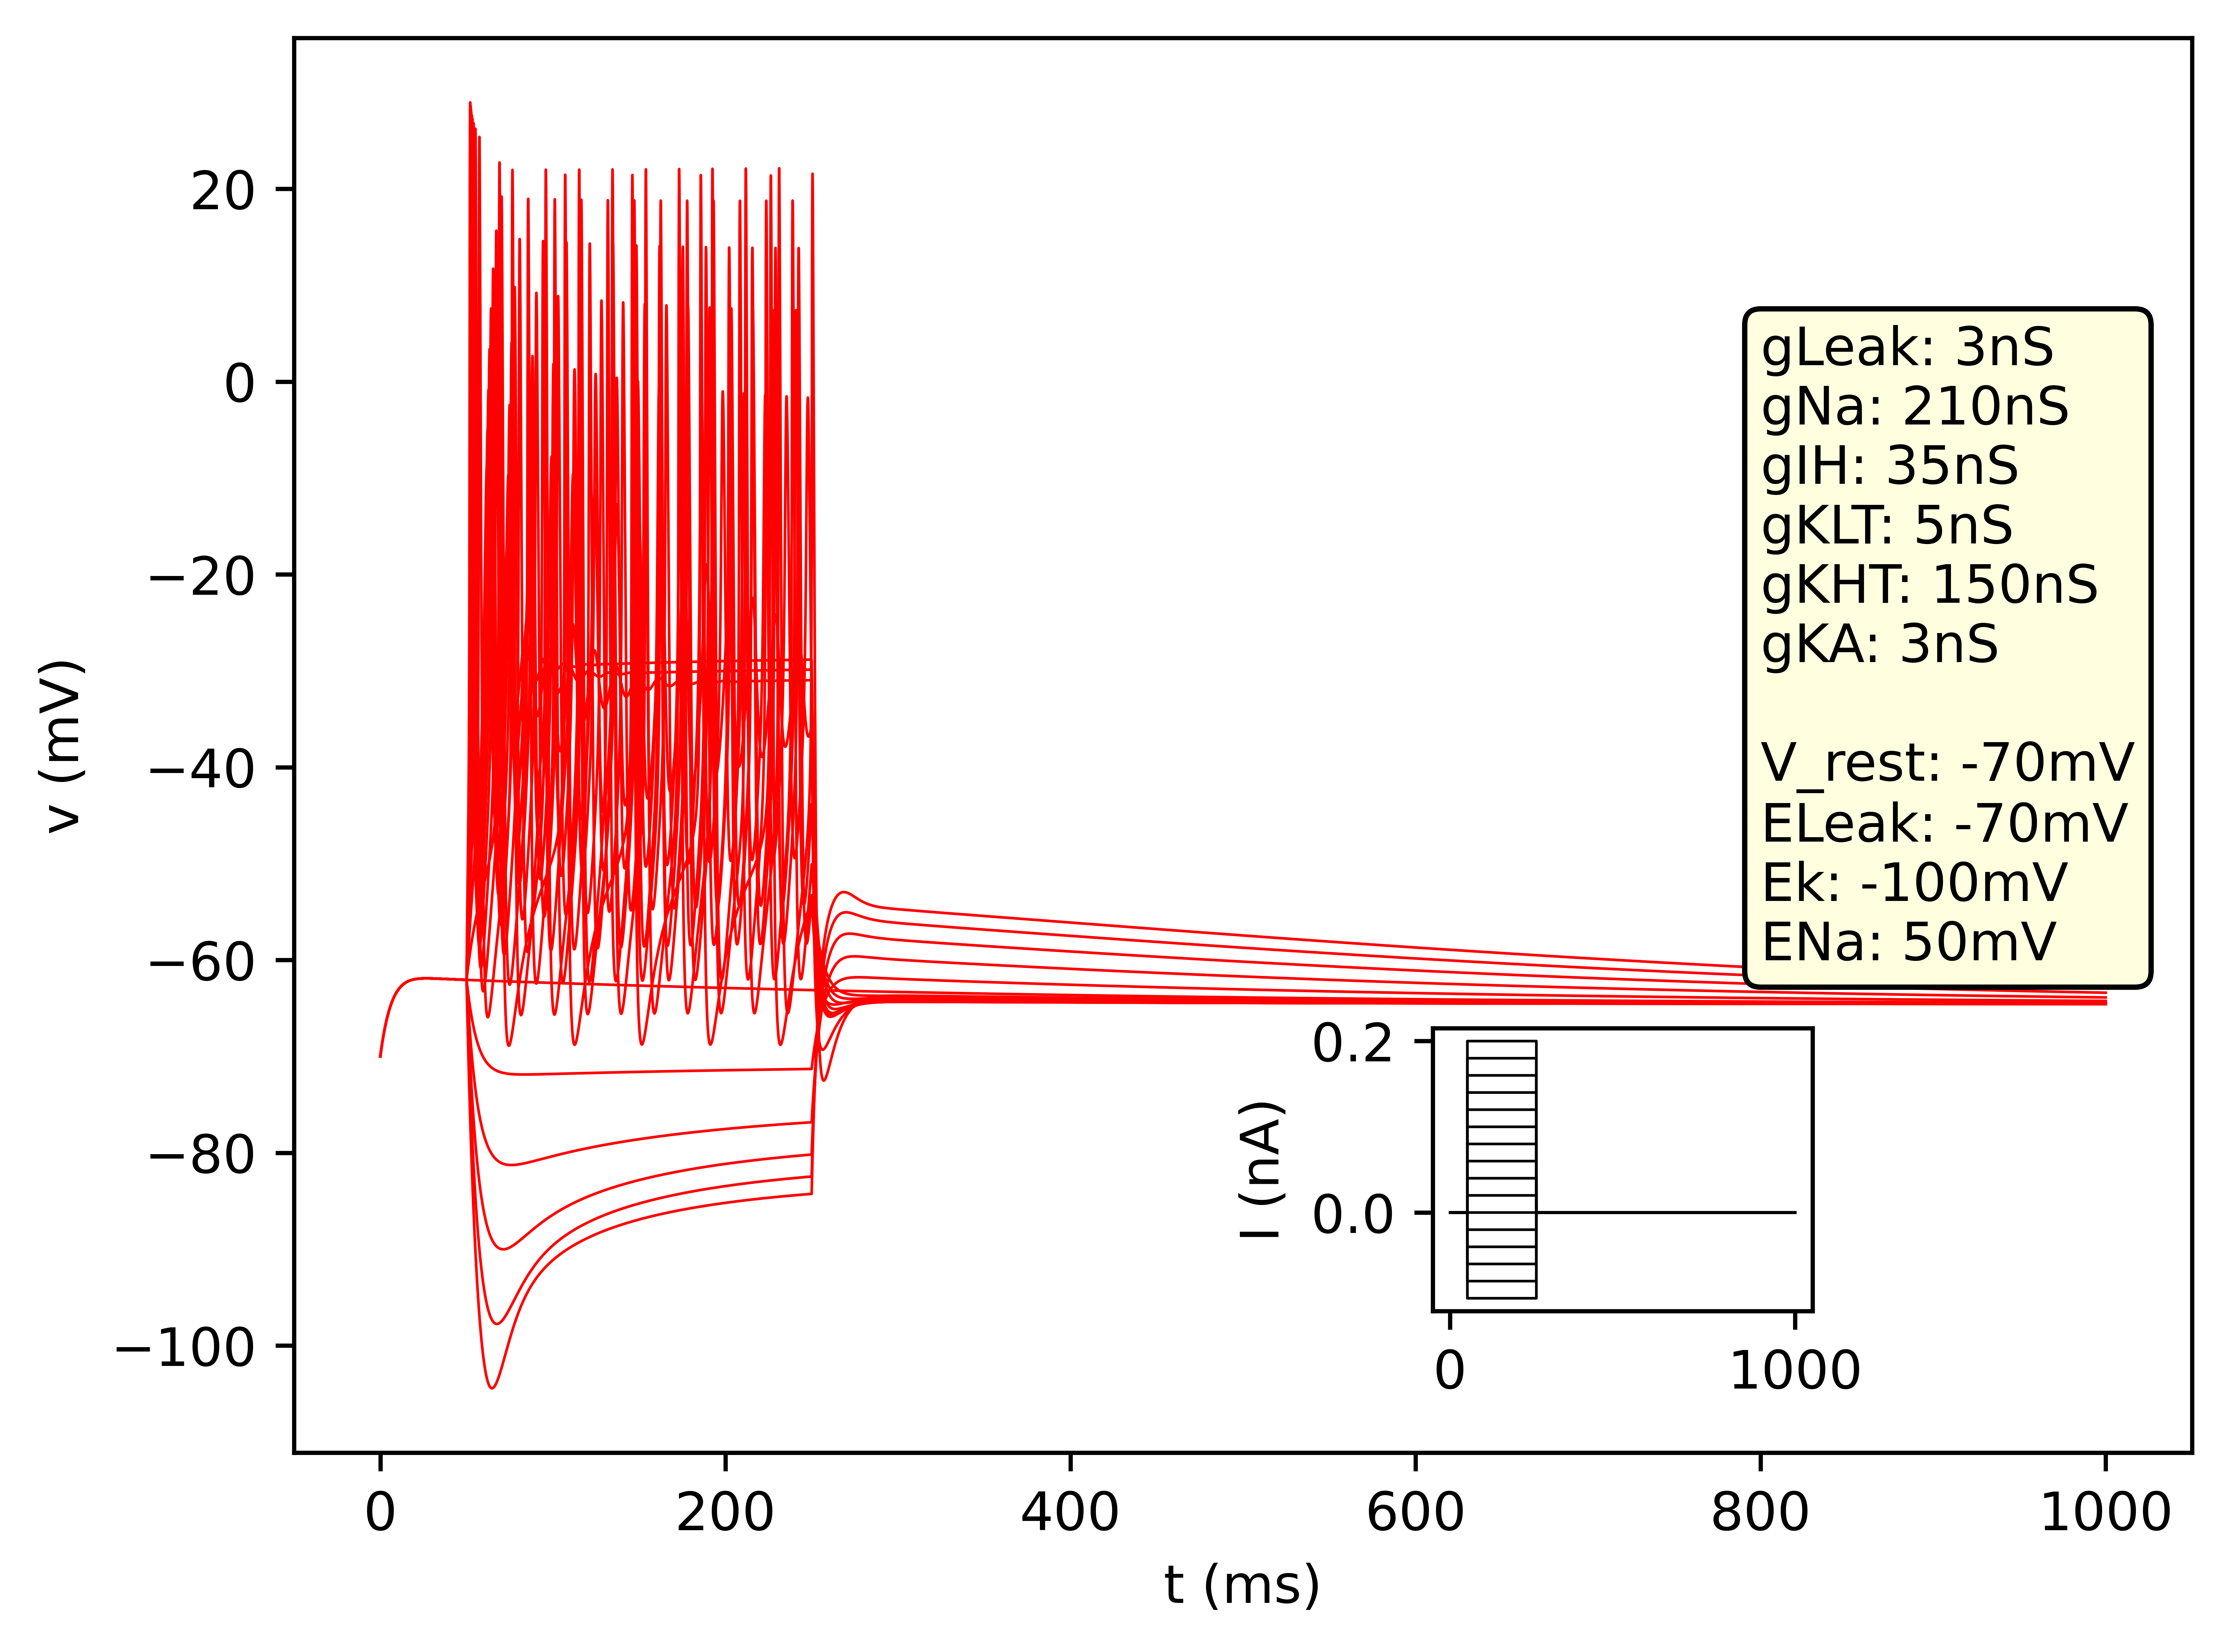 20
0
−20
−40
−60
−80
−100
v (mV)
0
200
400
600
800
1000
t (ms)
gLeak: 3nS
gNa: 210nS
gIH: 35nS
gKLT: 5nS
gKHT: 150nS
gKA: 3nS
V_rest: -70mV
ELeak: -70mV
Ek: -100mV
ENa: 50mV
0.2
0.0
I (nA)
0
1000